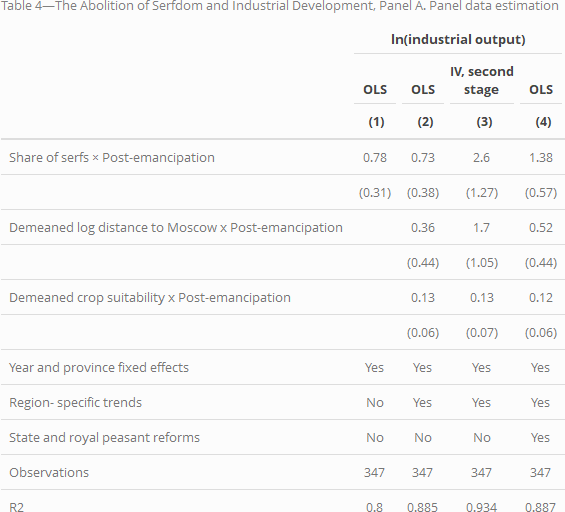 Table 4—The Abolition of Serfdom and Industrial Development, Panel A. Panel data estimation
ln(industrial output)
OLS OLS IV, second stage OLS
(1) (2) (3) (4)
Share of serfs × Post-emancipation 0.78 0.73 2.6 1.38
(0.31) (0.38) (1.27) (0.57)
Demeaned log distance to Moscow x Post-emancipation 0.36 1.7 0.52
(0.44) (1.05) (0.44)
Demeaned crop suitability x Post-emancipation 0.13 0.13 0.12
(0.06) (0.07) (0.06)
Year and province fixed effects Yes Yes Yes Yes
Region- specific trends No Yes Yes Yes
State and royal peasant reforms No No No Yes
Observations 347 347 347 347
R2 0.8 0.885 0.934 0.887